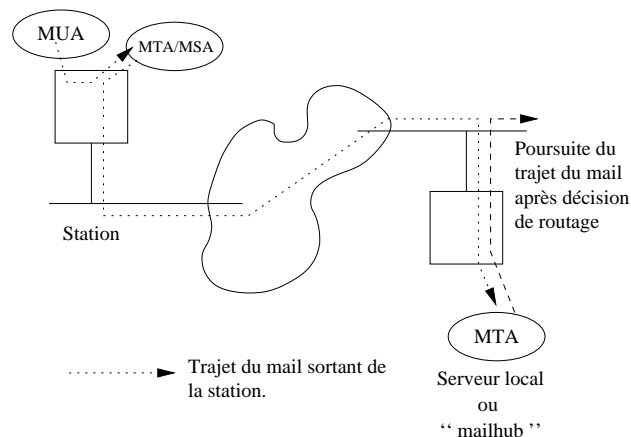 MUA
MTA/MSA
Station
Poursuite du
trajet du mail
après décision
de routage
MTA
Serveur local
ou
‘‘ mailhub ’’
Trajet du mail sortant de
la station.